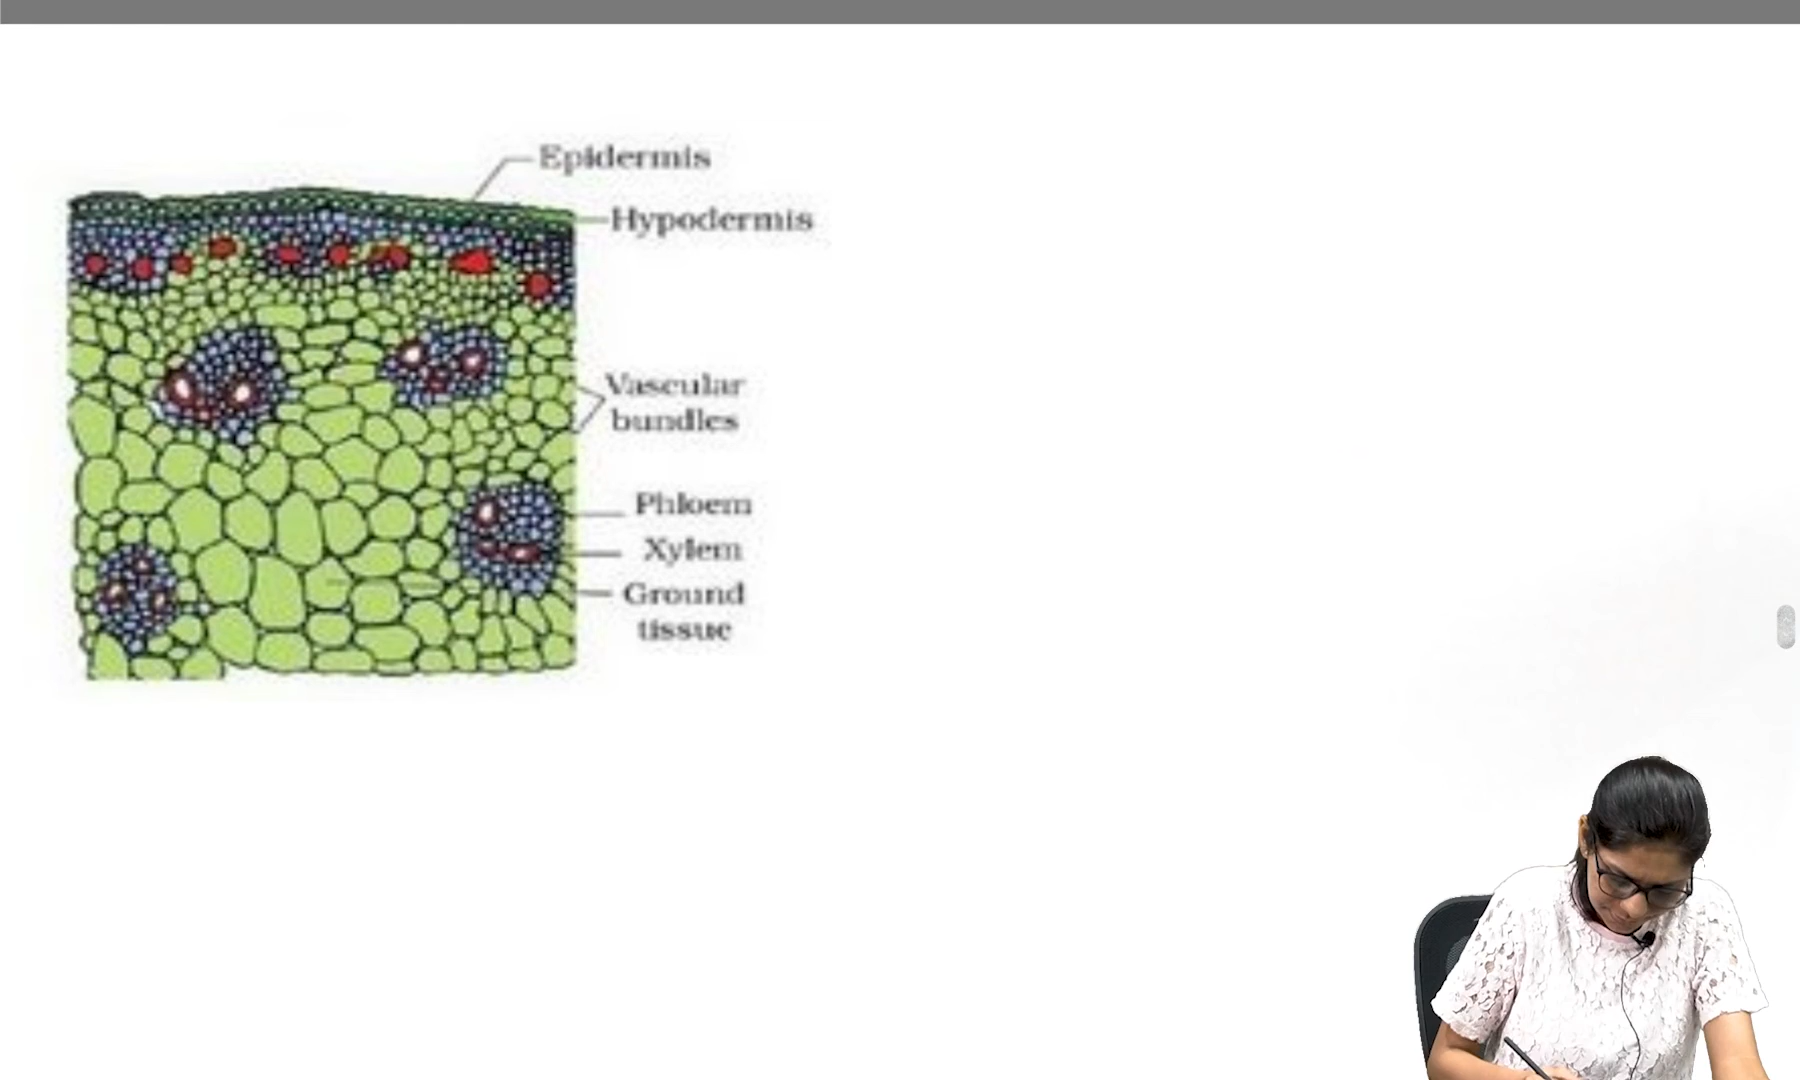 Epidermis
Hypodermis
Vascular
bundles
Phloem
Xylem
Ground
tissue